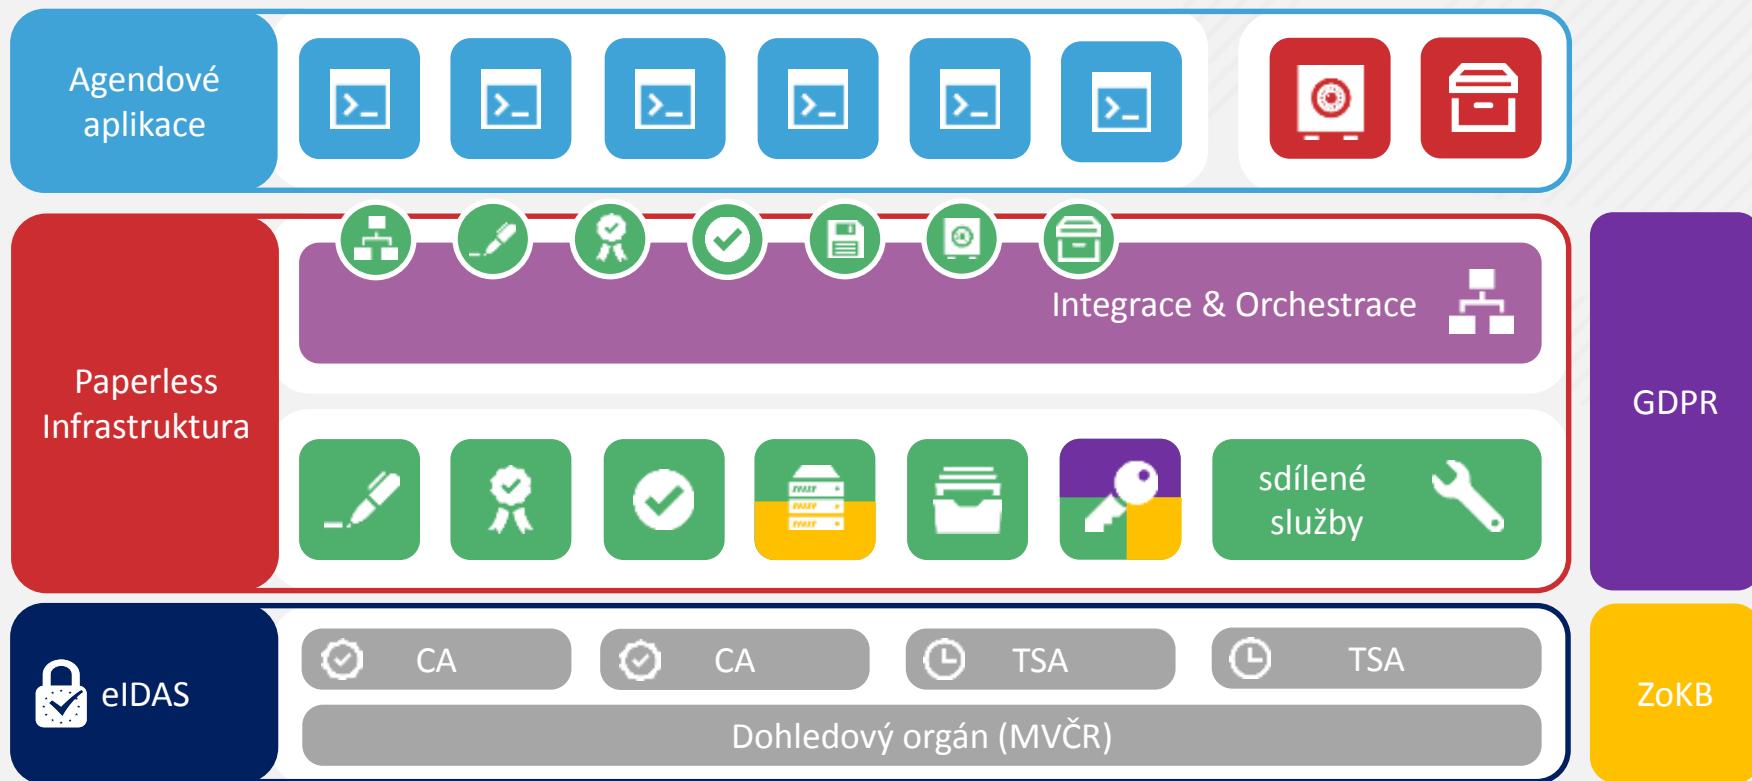 Agendové
aplikace
Paperless
Infrastruktura
Integrace & Orchestrace
sdílené
služby
GDPR
eIDAS
CA
CA
TSA
TSA
Dohledový orgán (MVČR)
ZoKB